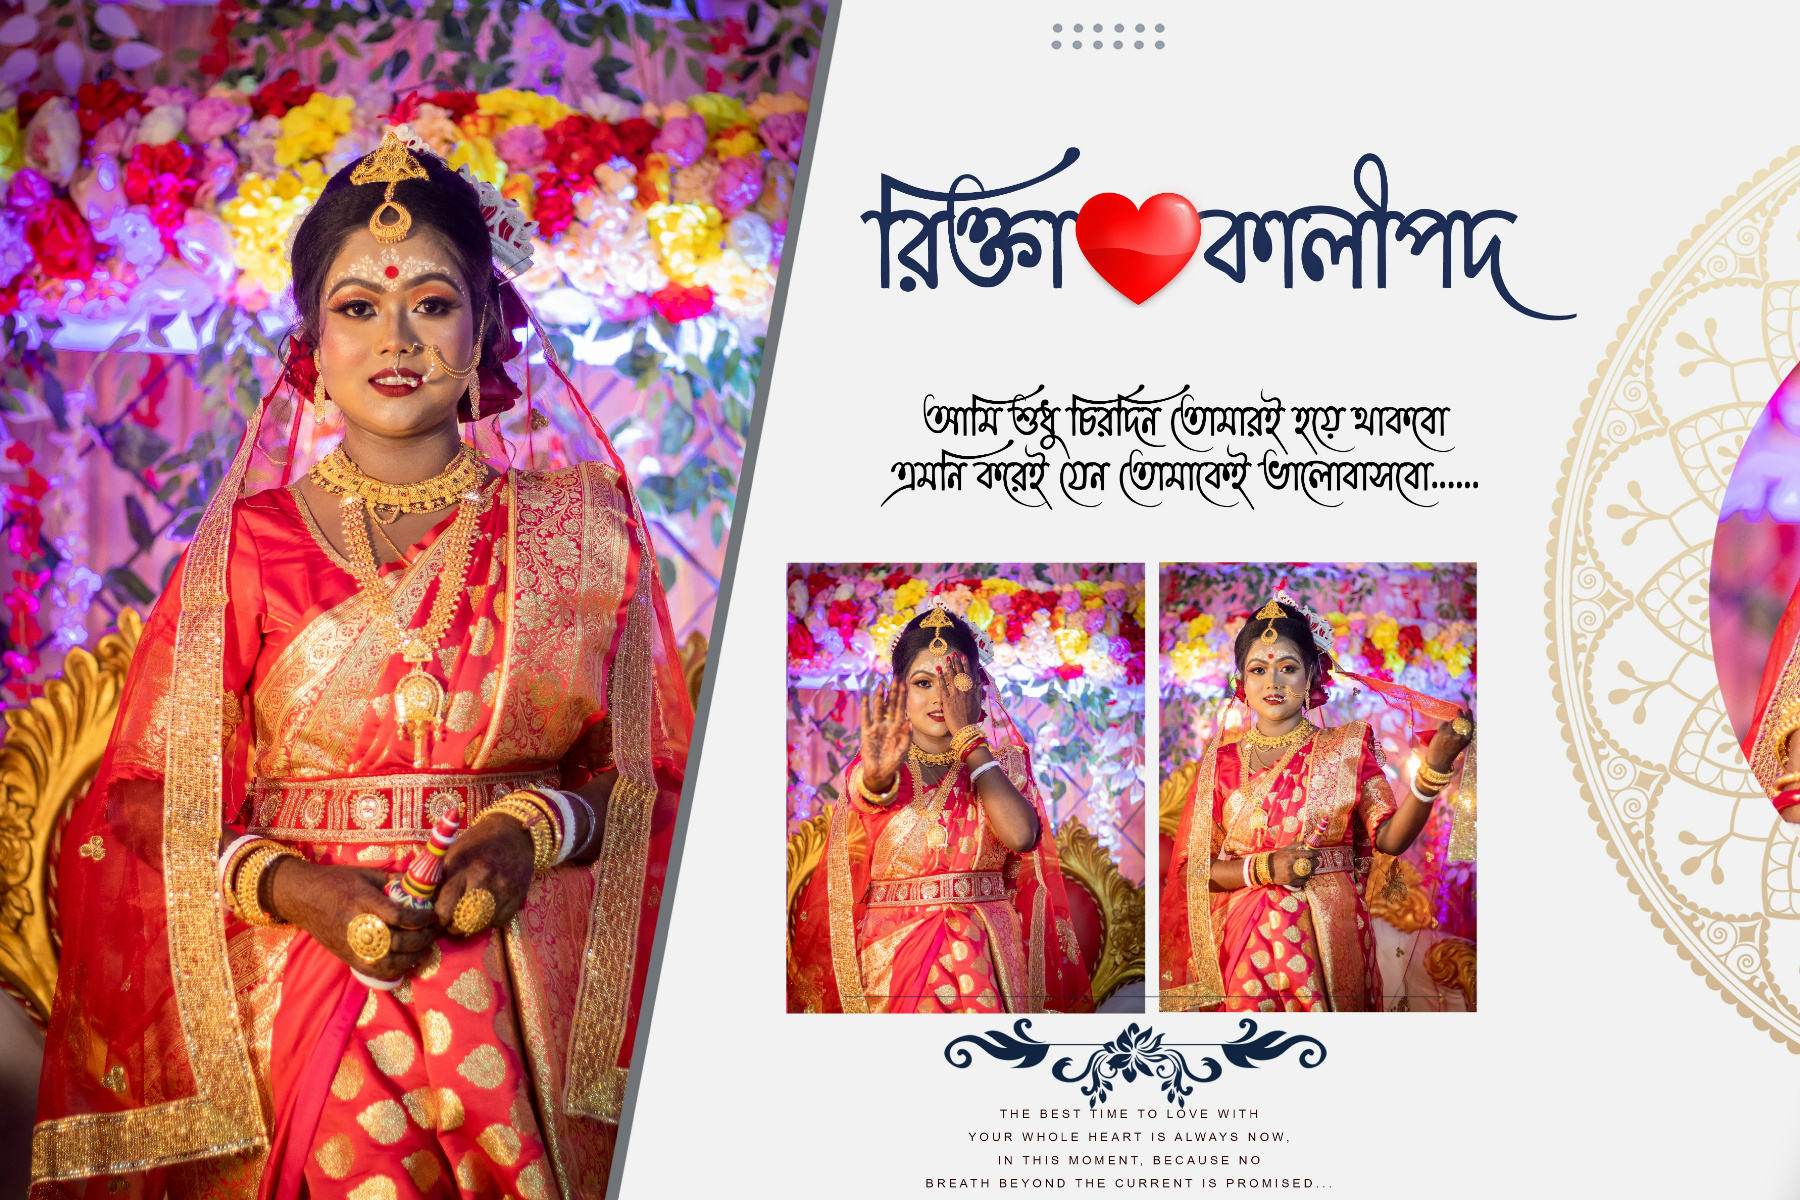 রিক্তা কালীপদ
আমি শুধু চিরদিন তোমারই হয়ে থাকবো
এমনি করেই যেন তোমাকেই ভালোবাসবো......
THE BEST TIME TO LOVE WITH
YOUR WHOLE HEART IS ALWAYS NOW,
IN THIS MOMENT, BECAUSE NO
BREATH BEYOND THE CURRENT IS PROMISED...